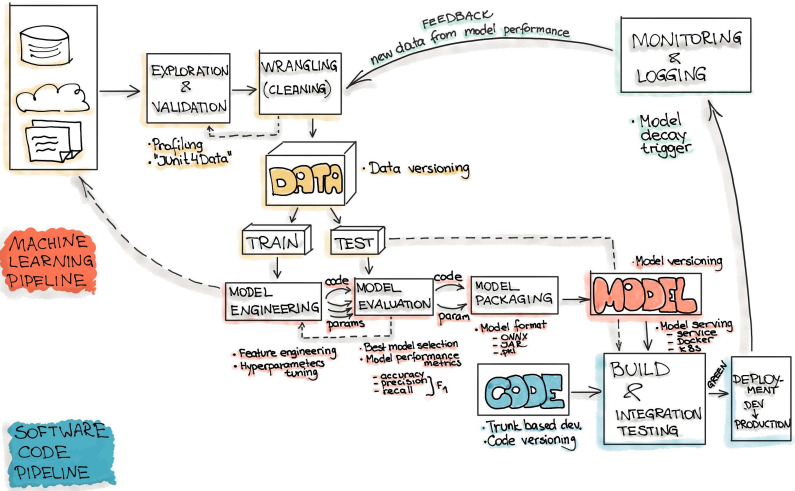 FEEDBACK
new data from model performance
MONITORING
&
LOGGING
EXPLORATION
&
VALIDATION
WRANGLING
(CLEANING)
• Profiling
• "JUnit4Data"
• Model
decay
trigger
DATA
• Data versioning
TRAIN
TEST
MACHINE
LEARNING
PIPELINE
MODEL
ENGINEERING
code
params
MODEL
EVALUATION
code
param
MODEL
PACKAGING
• Model versioning
MODEL
• Feature engineering
• Hyperparameters
tuning
• Best model selection
• Model performance
metrics
- accuracy
- precision
- recall
} F1
• Model format
- ONNX
- JAR
- .pkl
• Model serving
- service
- Docker
- K8S
CODE
• Trunk based dev.
• Code versioning
BUILD
&
INTEGRATION
TESTING
GREEN
DEPLOY-
MENT
DEV
PRODUCTION
SOFTWARE
CODE
PIPELINE